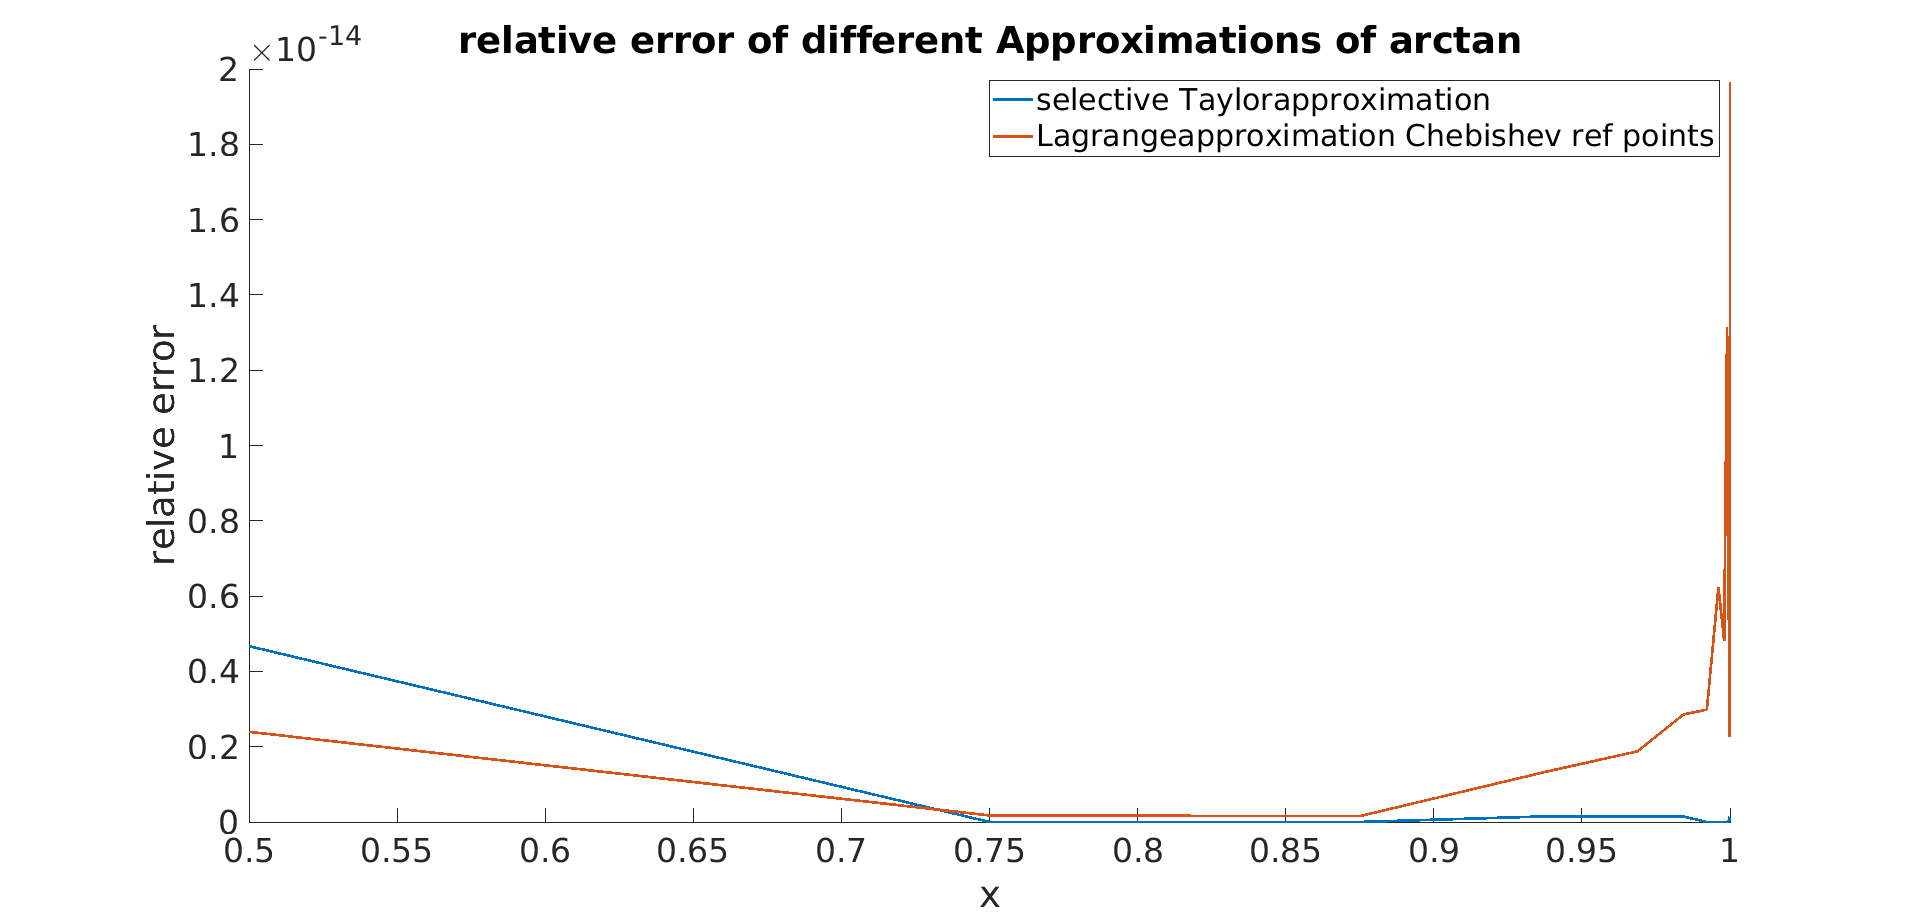 relative error of different Approximations of arctan
×10-14
selective Taylorapproximation
Lagrangeapproximation Chebishev ref points
2
1.8
1.6
1.4
1.2
1
0.8
0.6
0.4
0.2
0
relative error
0.5 0.55 0.6 0.65 0.7 0.75 0.8 0.85 0.9 0.95 1
x